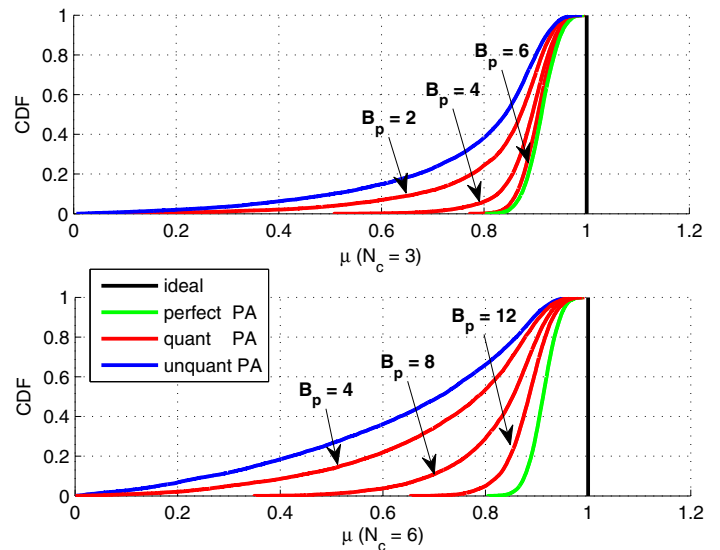 1
0.8
0.6
0.4
0.2
0
CDF
B_p = 6
B_p = 4
B_p = 2
0 0.2 0.4 0.6 0.8 1 1.2
μ (N_c = 3)
ideal
perfect PA
quant PA
unquant PA
1
0.8
0.6
0.4
0.2
0
CDF
B_p = 12
B_p = 8
B_p = 4
0 0.2 0.4 0.6 0.8 1 1.2
μ (N_c = 6)